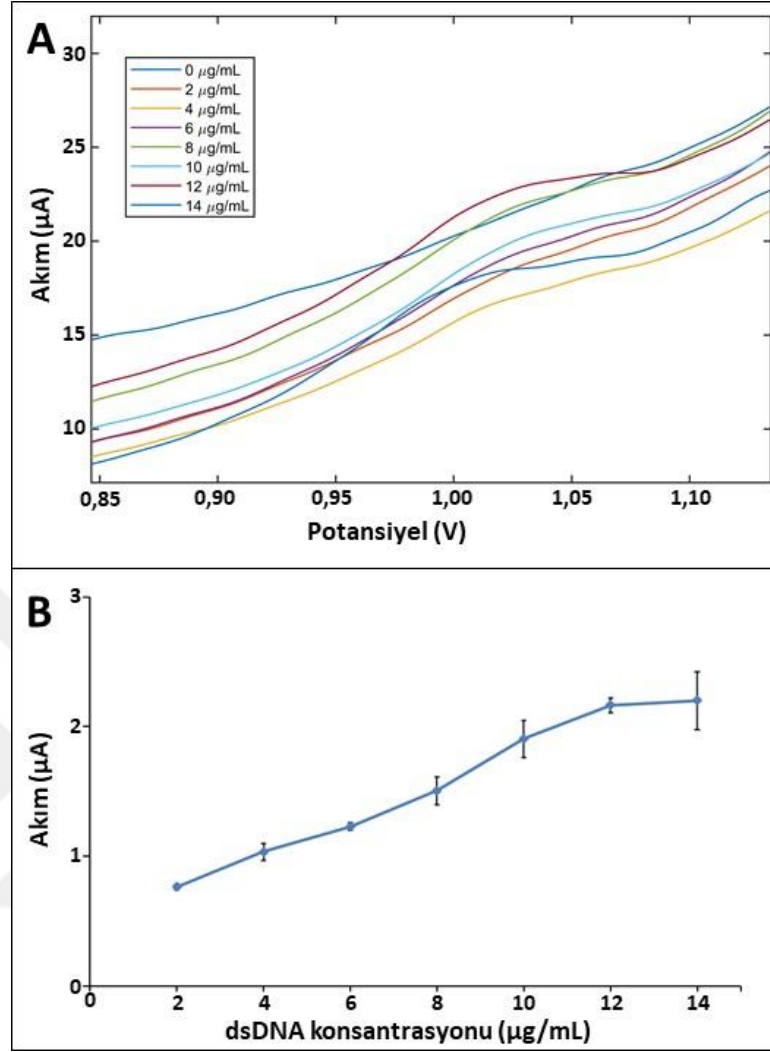 A
30
25
20
15
10
Akım (µA)
0 µg/mL
2 µg/mL
4 µg/mL
6 µg/mL
8 µg/mL
10 µg/mL
12 µg/mL
14 µg/mL
0,85 0,90 0,95 1,00 1,05 1,10
Potansiyel (V)
B
3
2
1
0
Akım (µA)
0 2 4 6 8 10 12 14
dsDNA konsantrasyonu (µg/mL)